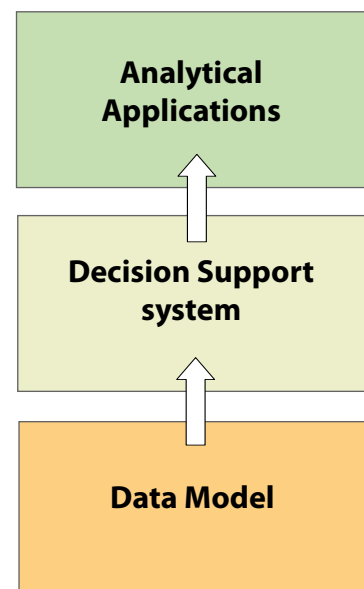 Analytical
Applications
Decision Support
system
Data Model